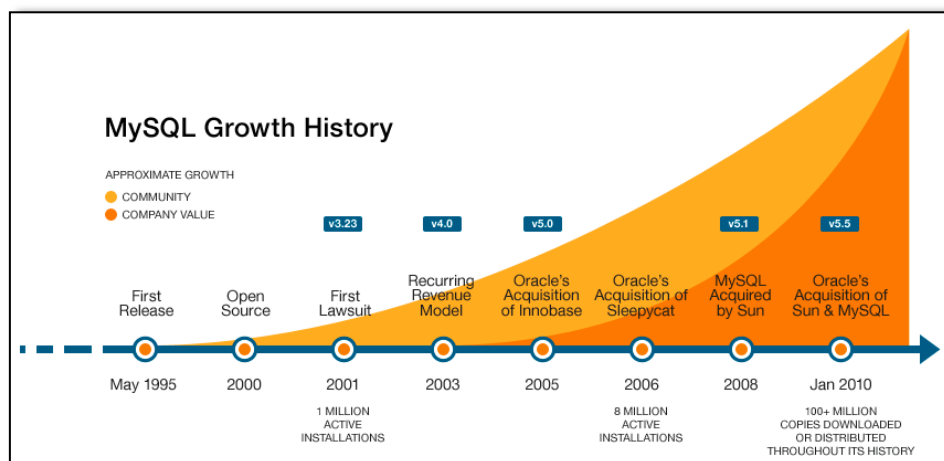 MySQL Growth History
APPROXIMATE GROWTH
COMMUNITY
COMPANY VALUE
v3.23
v4.0
v5.0
v5.1
v5.5
First
Release
Open
Source
First
Lawsuit
Recurring
Revenue
Model
Oracle's
Acquisition
of Innobase
Oracle's
Acquisition of
Sleepycat
MySQL
Acquired
by Sun
Oracle's
Acquisition of
Sun & MySQL
May 1995
2000
2001
2003
2005
2006
2008
Jan 2010
1 MILLION
ACTIVE
INSTALLATIONS
8 MILLION
ACTIVE
INSTALLATIONS
100+ MILLION
COPIES DOWNLOADED
OR DISTRIBUTED
THROUGHOUT ITS HISTORY